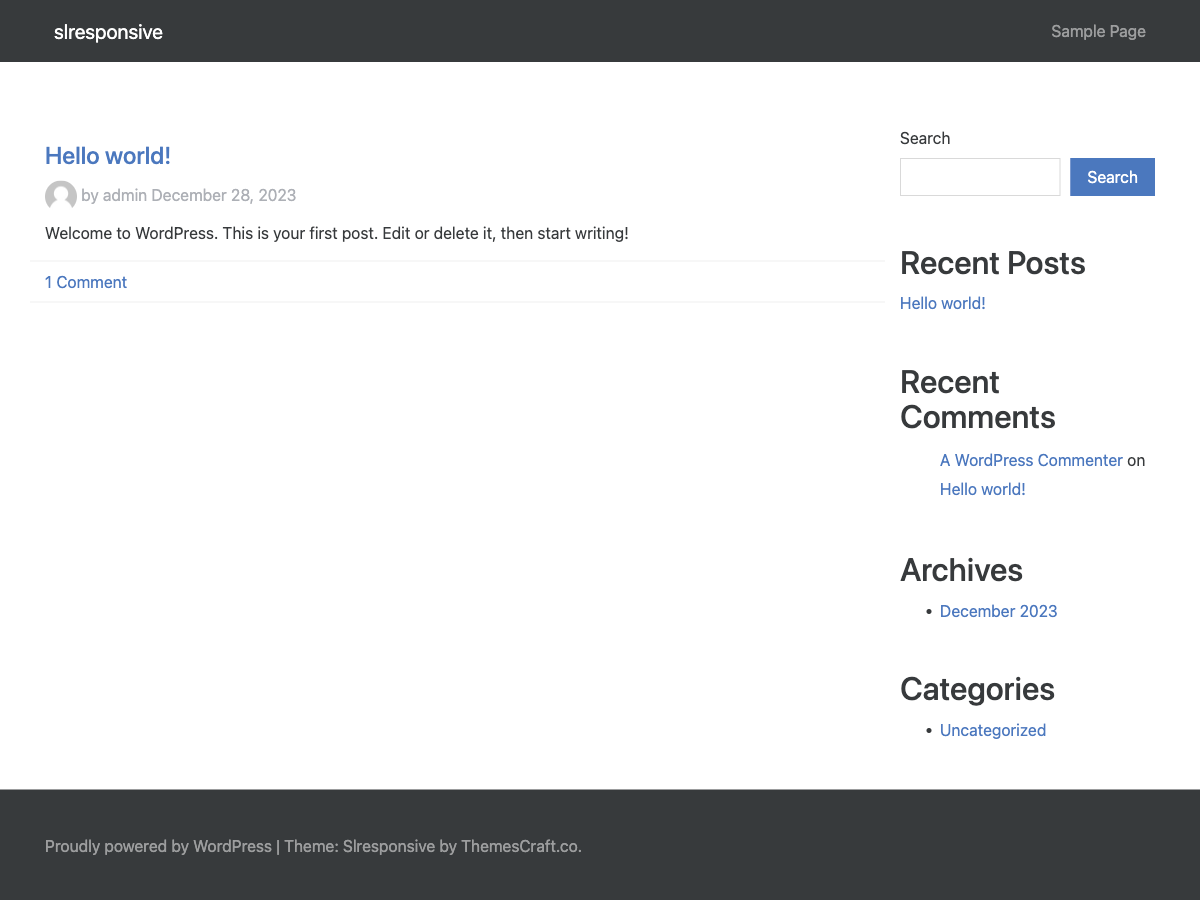 slresponsive
Sample Page
Hello world!
by admin December 28, 2023
Welcome to WordPress. This is your first post. Edit or delete it, then start writing!
1 Comment
Search
Search
Recent Posts
Hello world!
Recent
Comments
A WordPress Commenter on
Hello world!
Archives
• December 2023
Categories
• Uncategorized
Proudly powered by WordPress | Theme: Slresponsive by ThemesCraft.co.